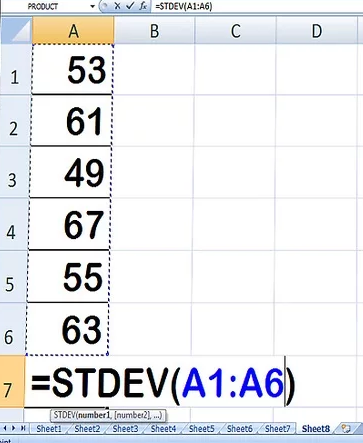 PRODUCT fx =STDEV(A1:A6)
A B C D
1 53
2 61
3 49
4 67
5 55
6 63
7 =STDEV(A1:A6)
STDEV(number1, [number2], ...)
Sheet1 Sheet2 Sheet3 Sheet4 Sheet5 Sheet6 Sheet7 Sheet8